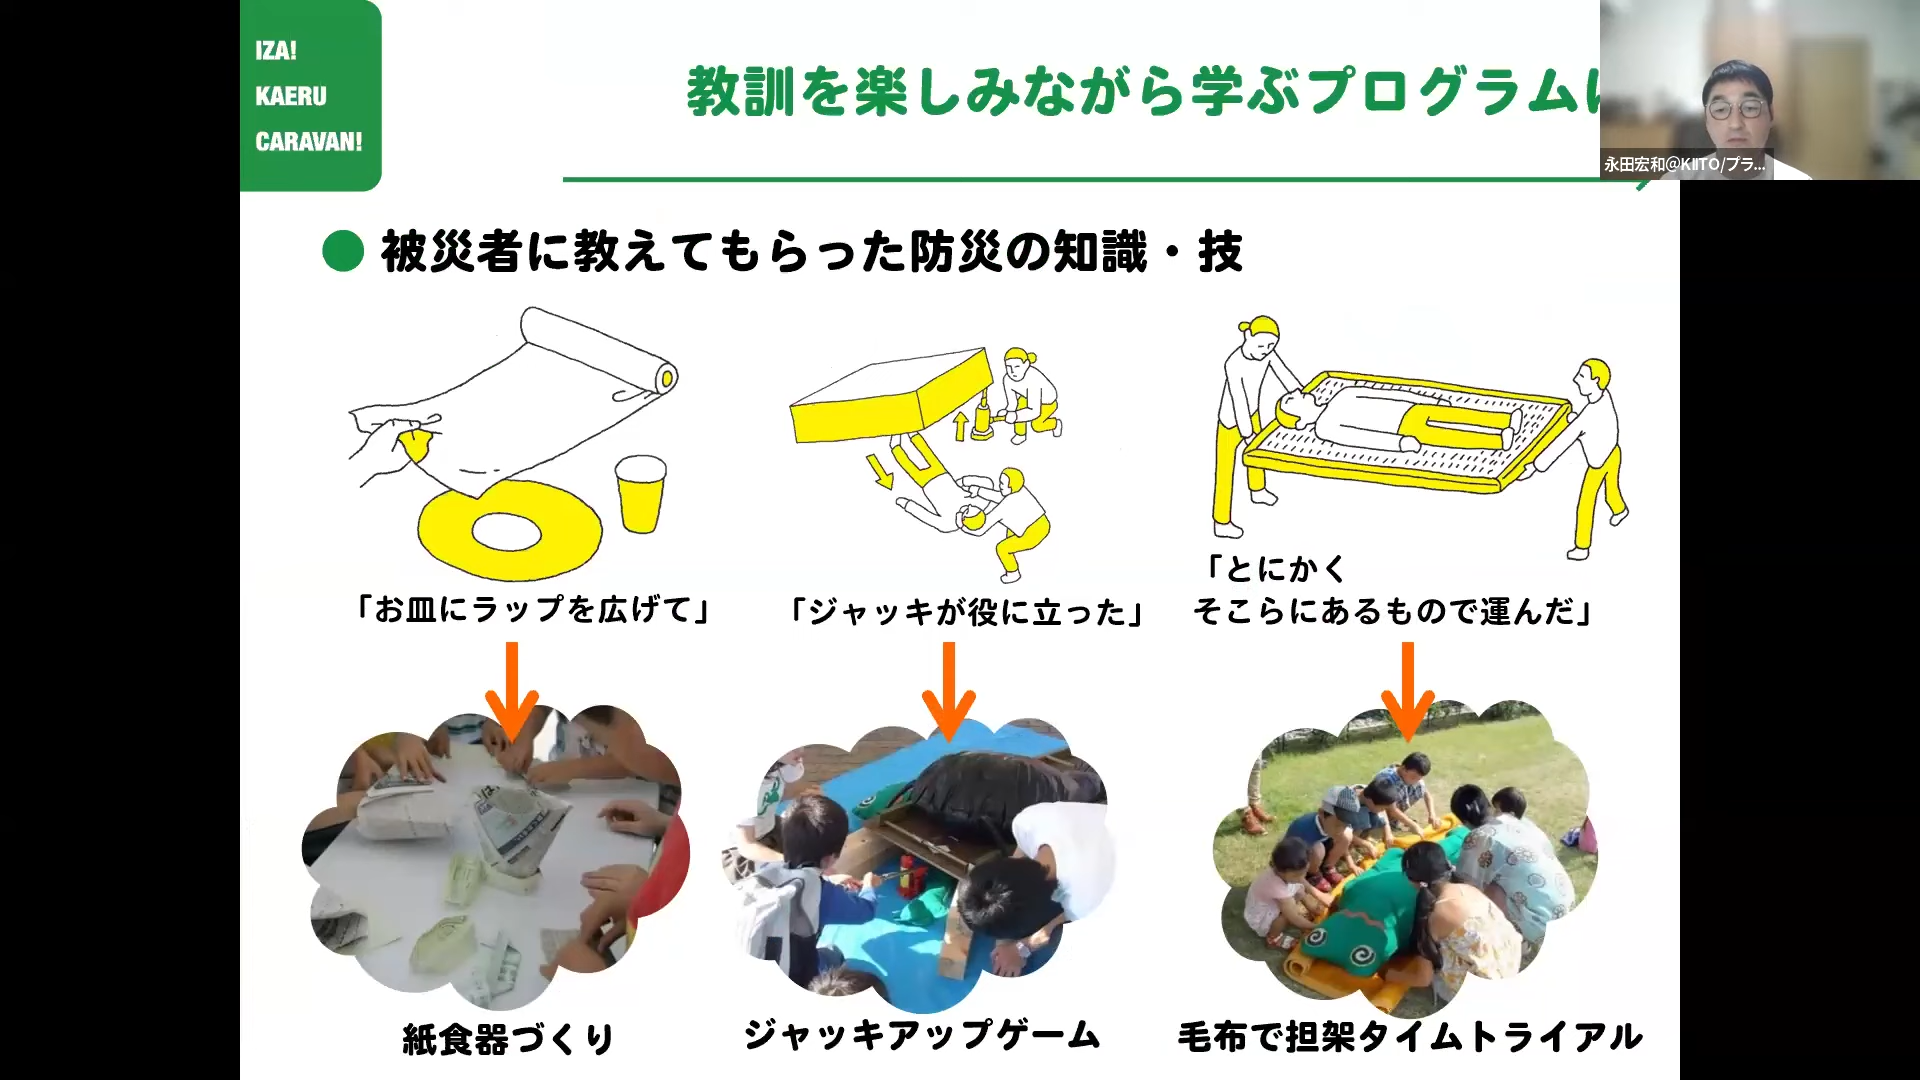 IZA!
KAERU
CARAVAN!
教訓を楽しみながら学ぶプログラム
永田宏和@KIITO/プラ...
被災者に教えてもらった防災の知識・技
「お皿にラップを広げて」
「ジャッキが役に立った」
「とにかく
そこらにあるもので運んだ」
紙食器づくり
ジャッキアップゲーム
毛布で担架タイムトライアル